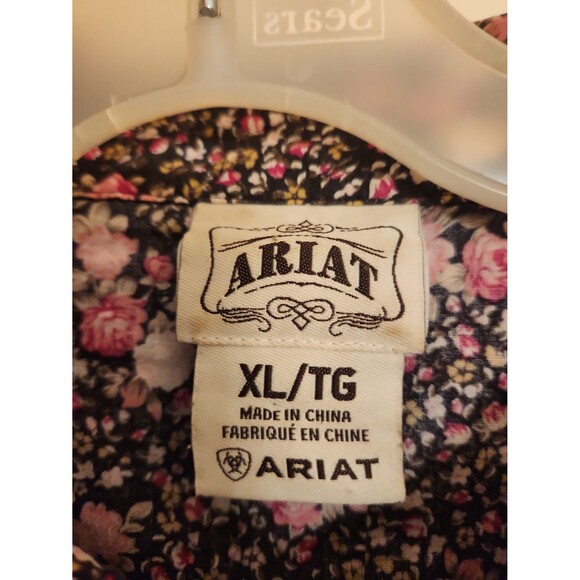 Sears
ARIAT
XL/TG
MADE IN CHINA
FABRIQUÉ EN CHINE
ARIAT